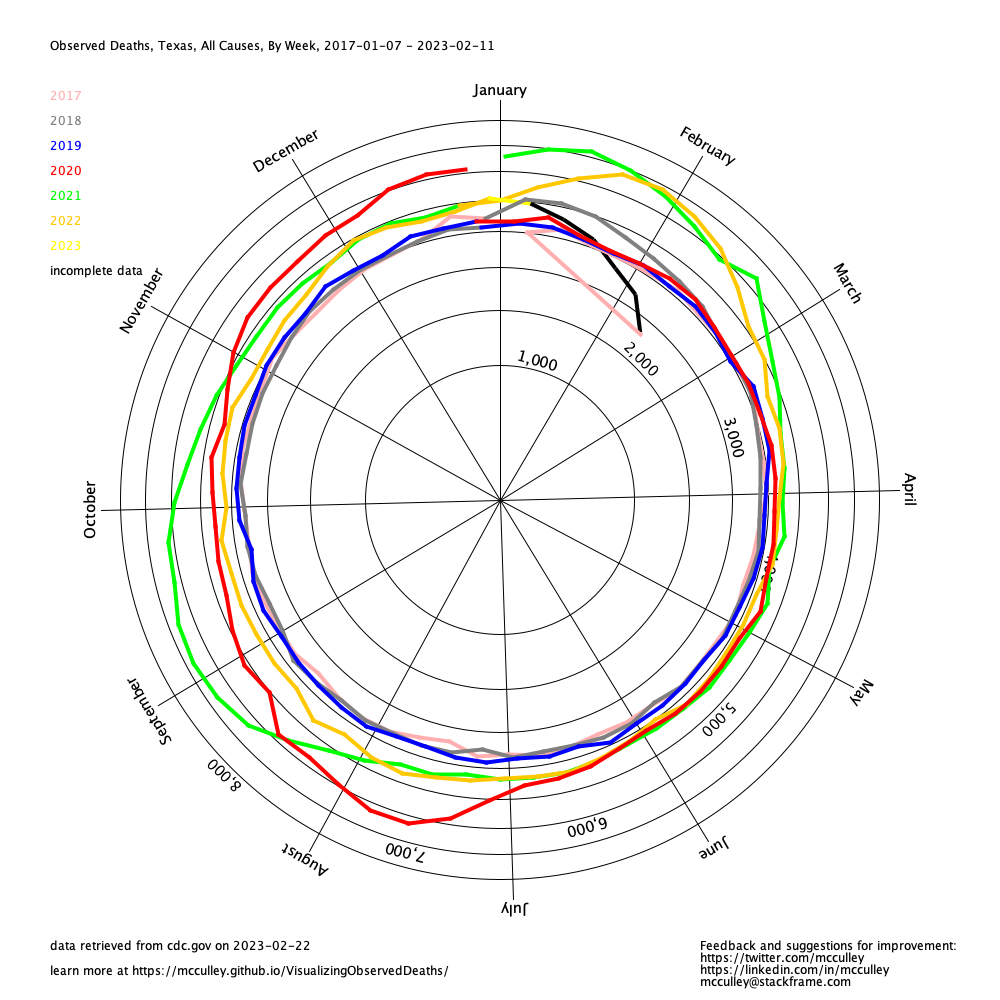 Observed Deaths, Texas, All Causes, By Week, 2017-01-07 - 2023-02-11
January
2017
2018
2019
2020
2021
2022
2023
incomplete data
December
February
November
March
1,000
2,000
3,000
October
April
September
May
5,000
8,000
6,000
7,000
August
June
July
data retrieved from cdc.gov on 2023-02-22
learn more at https://mcculley.github.io/VisualizingObservedDeaths/
Feedback and suggestions for improvement:
https://twitter.com/mcculley
https://linkedin.com/in/mcculley
mcculley@stackframe.com